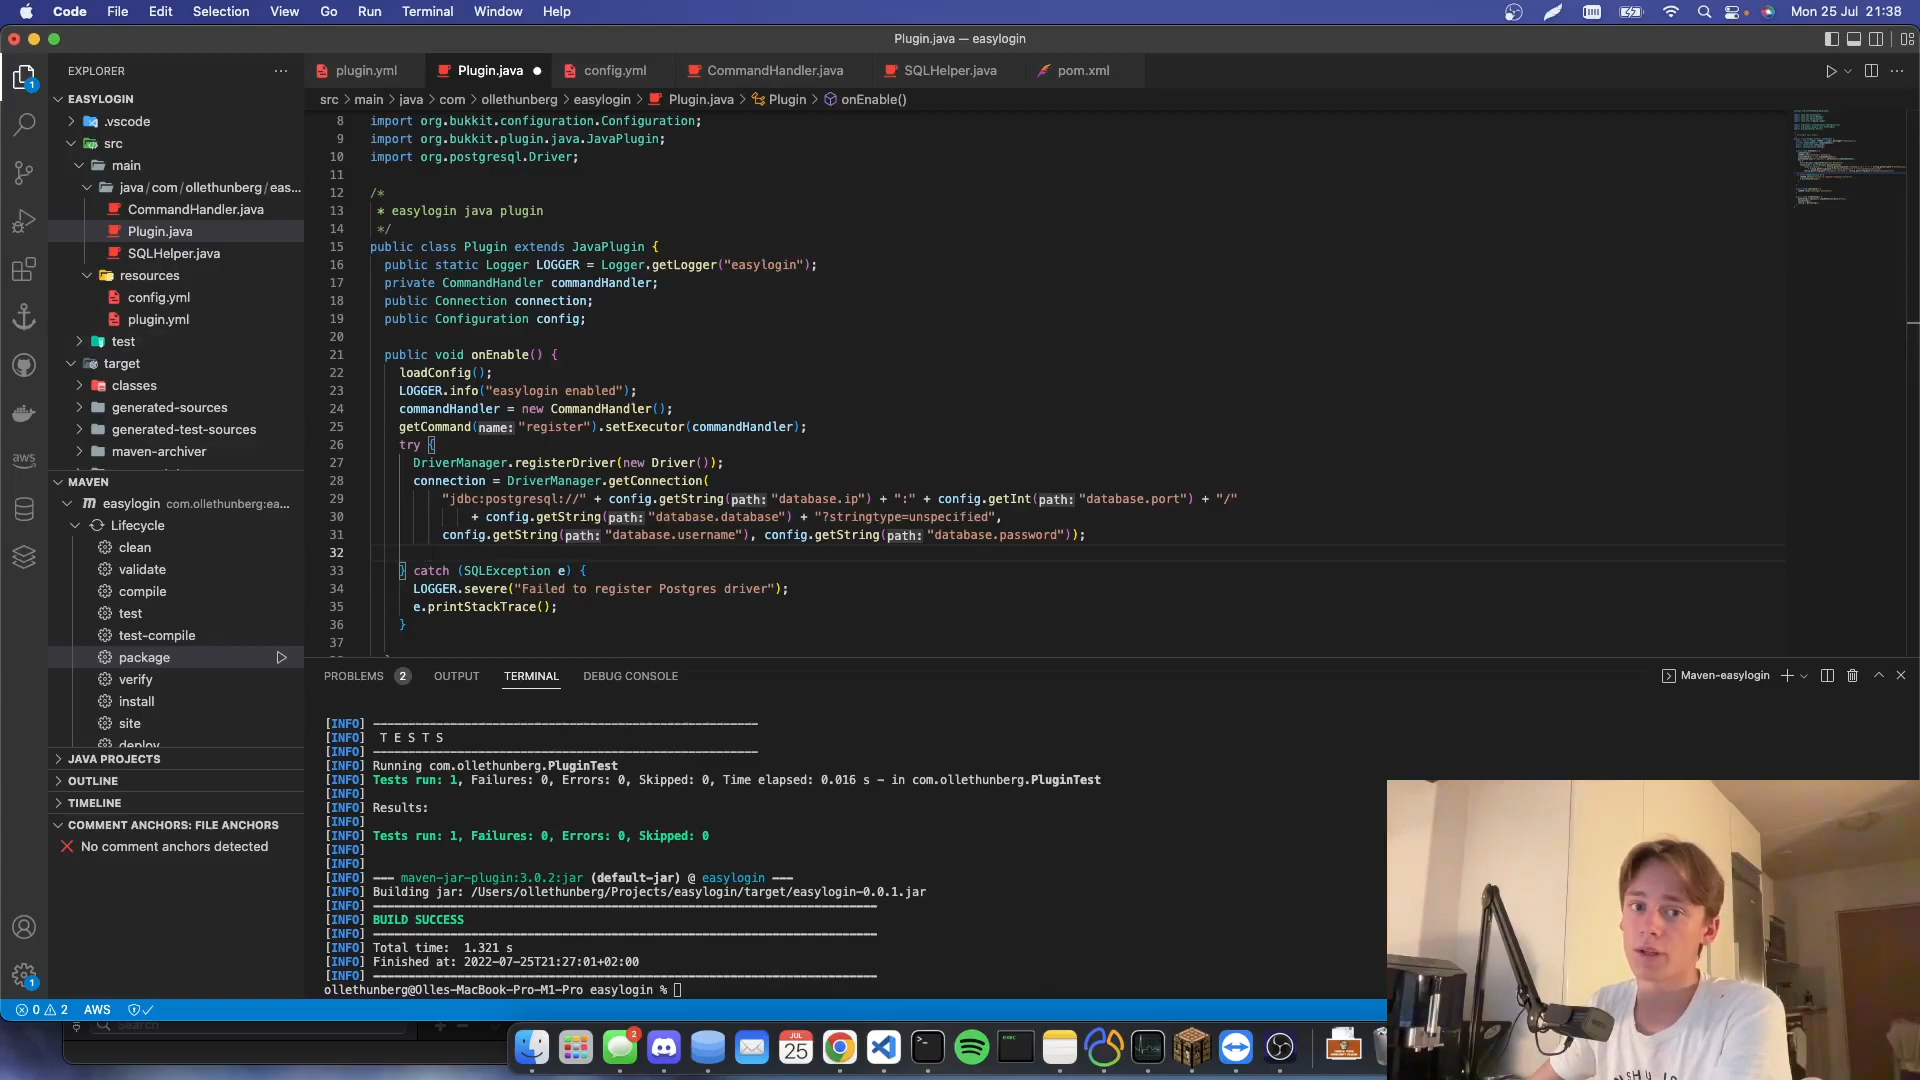 Code File Edit Selection View Go Run Terminal Window Help Mon 25 Jul 21:38
Plugin.java — easylogin
EXPLORER
plugin.yml Plugin.java config.yml CommandHandler.java SQLHelper.java pom.xml
src > main > java > com > ollethunberg > easylogin > Plugin.java > Plugin > onEnable()
1
EASYLOGIN
.vscode
src
main
java/com/ollethunberg/eas...
CommandHandler.java
Plugin.java
SQLHelper.java
resources
config.yml
plugin.yml
test
target
classes
generated-sources
generated-test-sources
maven-archiver
MAVEN
easylogin com.ollethunberg:ea...
Lifecycle
clean
validate
compile
test
test-compile
package
verify
install
site
deploy
JAVA PROJECTS
OUTLINE
TIMELINE
COMMENT ANCHORS: FILE ANCHORS
No comment anchors detected
aws
1
8 import org.bukkit.configuration.Configuration;
9 import org.bukkit.plugin.java.JavaPlugin;
10 import org.postgresql.Driver;
11
12 /*
13 * easylogin java plugin
14 */
15 public class Plugin extends JavaPlugin {
16 public static Logger LOGGER = Logger.getLogger("easylogin");
17 private CommandHandler commandHandler;
18 public Connection connection;
19 public Configuration config;
20
21 public void onEnable() {
22 loadConfig();
23 LOGGER.info("easylogin enabled");
24 commandHandler = new CommandHandler();
25 getCommand(name: "register").setExecutor(commandHandler);
26 try {
27 DriverManager.registerDriver(new Driver());
28 connection = DriverManager.getConnection(
29 "jdbc:postgresql://" + config.getString(path: "database.ip") + ":" + config.getInt(path: "database.port") + "/"
30 + config.getString(path: "database.database") + "?stringtype=unspecified",
31 config.getString(path: "database.username"), config.getString(path: "database.password"));
32
33 } catch (SQLException e) {
34 LOGGER.severe("Failed to register Postgres driver");
35 e.printStackTrace();
36 }
37
PROBLEMS 2 OUTPUT TERMINAL DEBUG CONSOLE Maven-easylogin
[INFO] -------------------------------------------------------
[INFO] T E S T S
[INFO] -------------------------------------------------------
[INFO] Running com.ollethunberg.PluginTest
[INFO] Tests run: 1, Failures: 0, Errors: 0, Skipped: 0, Time elapsed: 0.016 s - in com.ollethunberg.PluginTest
[INFO]
[INFO] Results:
[INFO]
[INFO] Tests run: 1, Failures: 0, Errors: 0, Skipped: 0
[INFO]
[INFO]
[INFO] --- maven-jar-plugin:3.0.2:jar (default-jar) @ easylogin ---
[INFO] Building jar: /Users/ollethunberg/Projects/easylogin/target/easylogin-0.0.1.jar
[INFO] ------------------------------------------------------------------------
[INFO] BUILD SUCCESS
[INFO] ------------------------------------------------------------------------
[INFO] Total time: 1.321 s
[INFO] Finished at: 2022-07-25T21:27:01+02:00
[INFO] ------------------------------------------------------------------------
ollethunberg@Olles-MacBook-Pro-M1-Pro easylogin %
0 2 AWS
Search
2
JUL
25